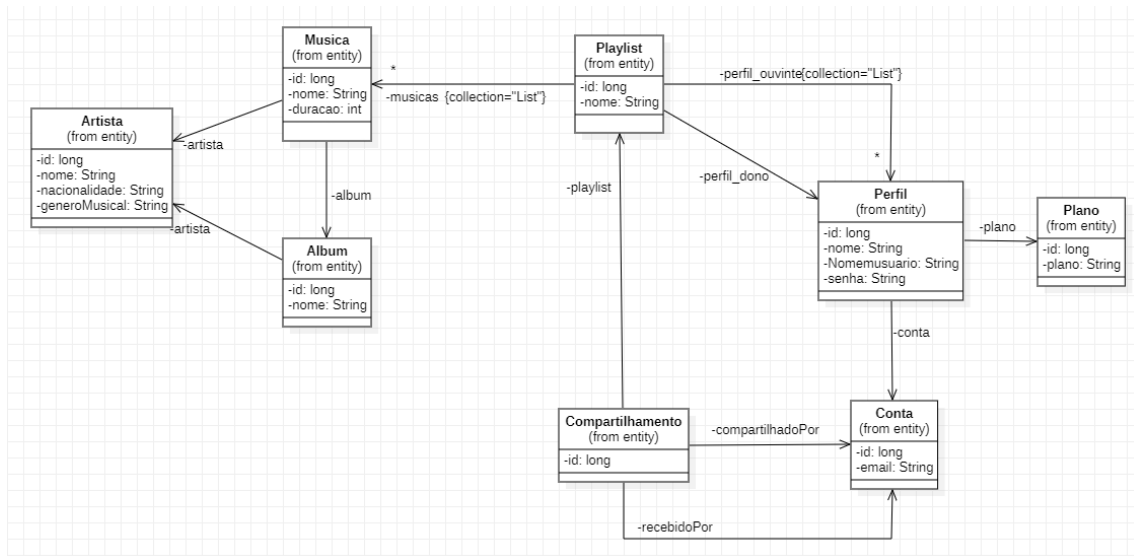 Musica
(from entity)
-id: long
-nome: String
-duracao: int
*
-musicas {collection="List"}
Playlist
(from entity)
-id: long
-nome: String
-perfil_ouvinte{collection="List"}
*
Artista
(from entity)
-id: long
-nome: String
-nacionalidade: String
-generoMusical: String
-artista
-artista
-album
Album
(from entity)
-id: long
-nome: String
-playlist
-perfil_dono
Perfil
(from entity)
-id: long
-nome: String
-Nomemusuario: String
-senha: String
-plano
Plano
(from entity)
-id: long
-plano: String
-conta
Compartilhamento
(from entity)
-id: long
-compartilhadoPor
Conta
(from entity)
-id: long
-email: String
-recebidoPor